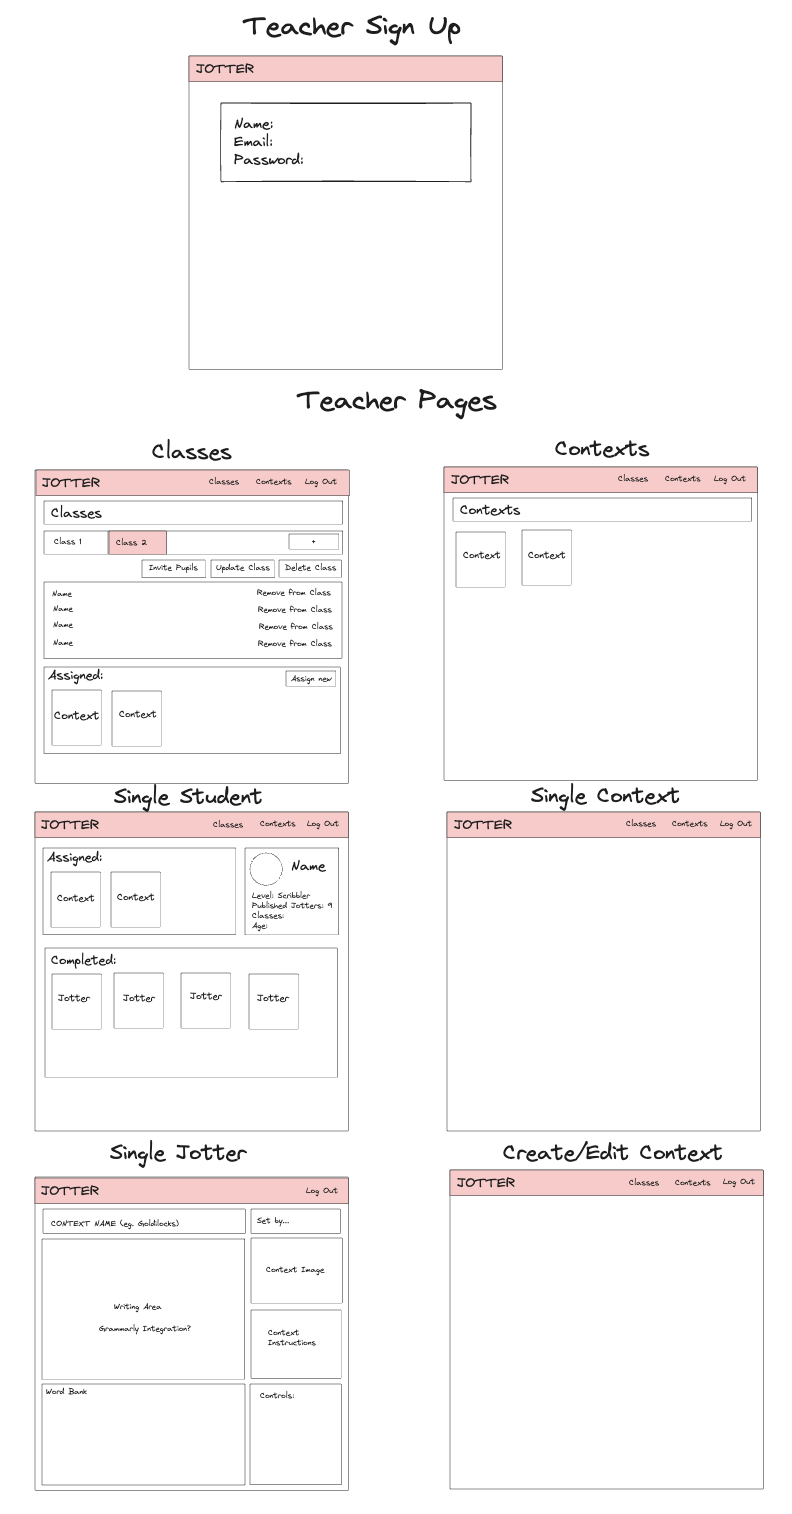 Teacher Sign Up
JOTTER
Name:
Email:
Password:
Teacher Pages
Classes
JOTTER Classes Contexts Log Out
Classes
Class 1 Class 2 +
Invite Pupils Update Class Delete Class
Name Remove from Class
Name Remove from Class
Name Remove from Class
Name Remove from Class
Assigned: Assign new
Context Context
Contexts
JOTTER Classes Contexts Log Out
Contexts
Context Context
Single Student
JOTTER Classes Contexts Log Out
Assigned:
Context Context
Name
Level: Scribbler
Published Jotters: 9
Classes:
Age:
Completed:
Jotter Jotter Jotter Jotter
Single Context
JOTTER Classes Contexts Log Out
Single Jotter
JOTTER Log Out
CONTEXT NAME (eg. Goldilocks) Set by...
Writing Area
Grammarly Integration?
Context Image
Context
Instructions
Word Bank
Controls:
Create/Edit Context
JOTTER Classes Contexts Log Out